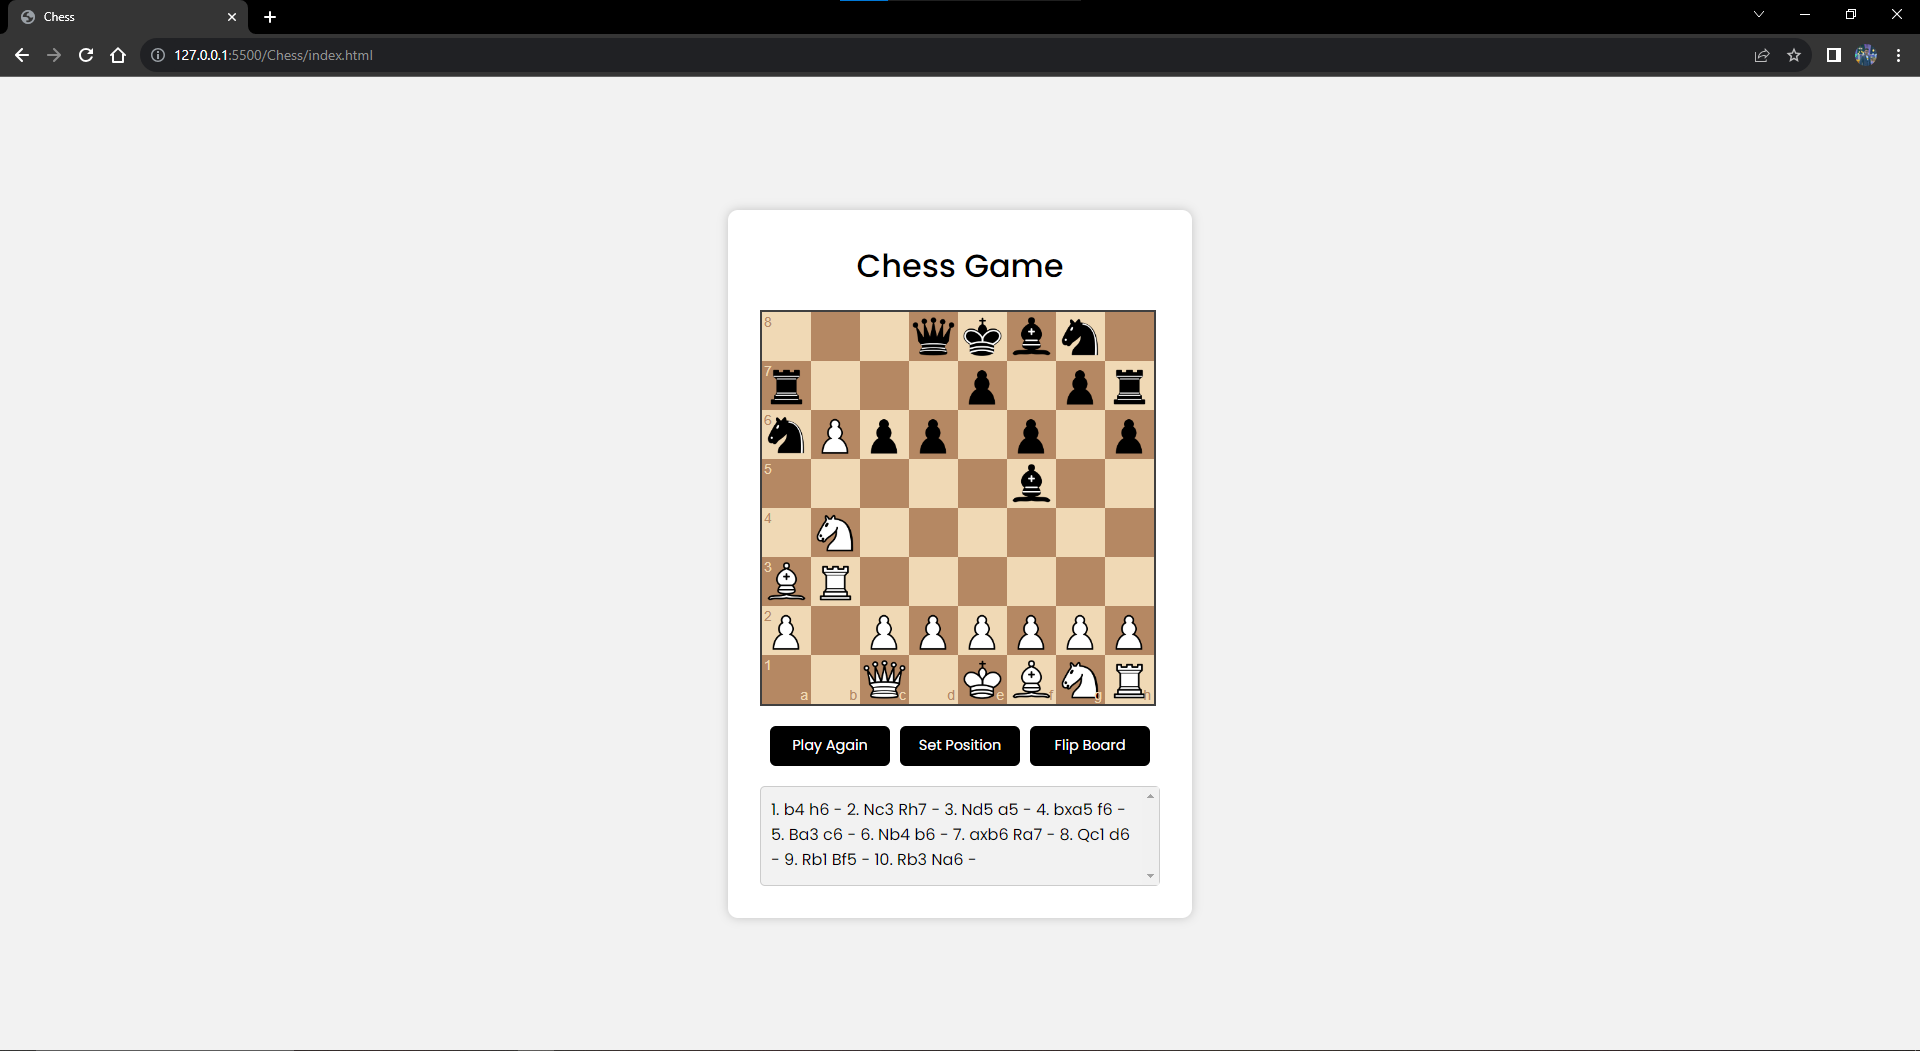 Chess
127.0.0.1:5500/Chess/index.html
Chess Game
8
7
6
5
4
3
2
1
a b c d e f g h
Play Again Set Position Flip Board
1. b4 h6 - 2. Nc3 Rh7 - 3. Nd5 a5 - 4. bxa5 f6 -
5. Ba3 c6 - 6. Nb4 b6 - 7. axb6 Ra7 - 8. Qc1 d6
- 9. Rb1 Bf5 - 10. Rb3 Na6 -